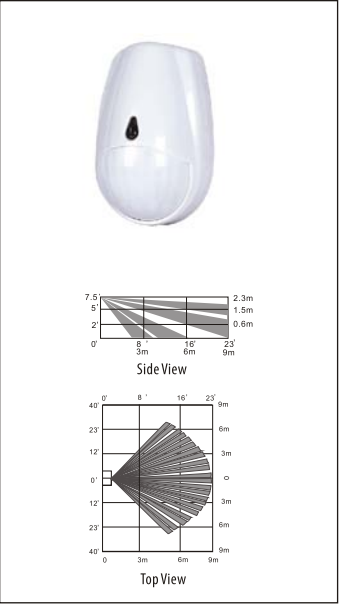 7.5' 2.3m
5' 1.5m
2' 0.6m
0' 8' 16' 23'
3m 6m 9m
Side View
0' 8' 16' 23'
40' 9m
23' 6m
12' 3m
0' 0
12' 3m
23' 6m
40' 9m
0 3m 6m 9m
Top View